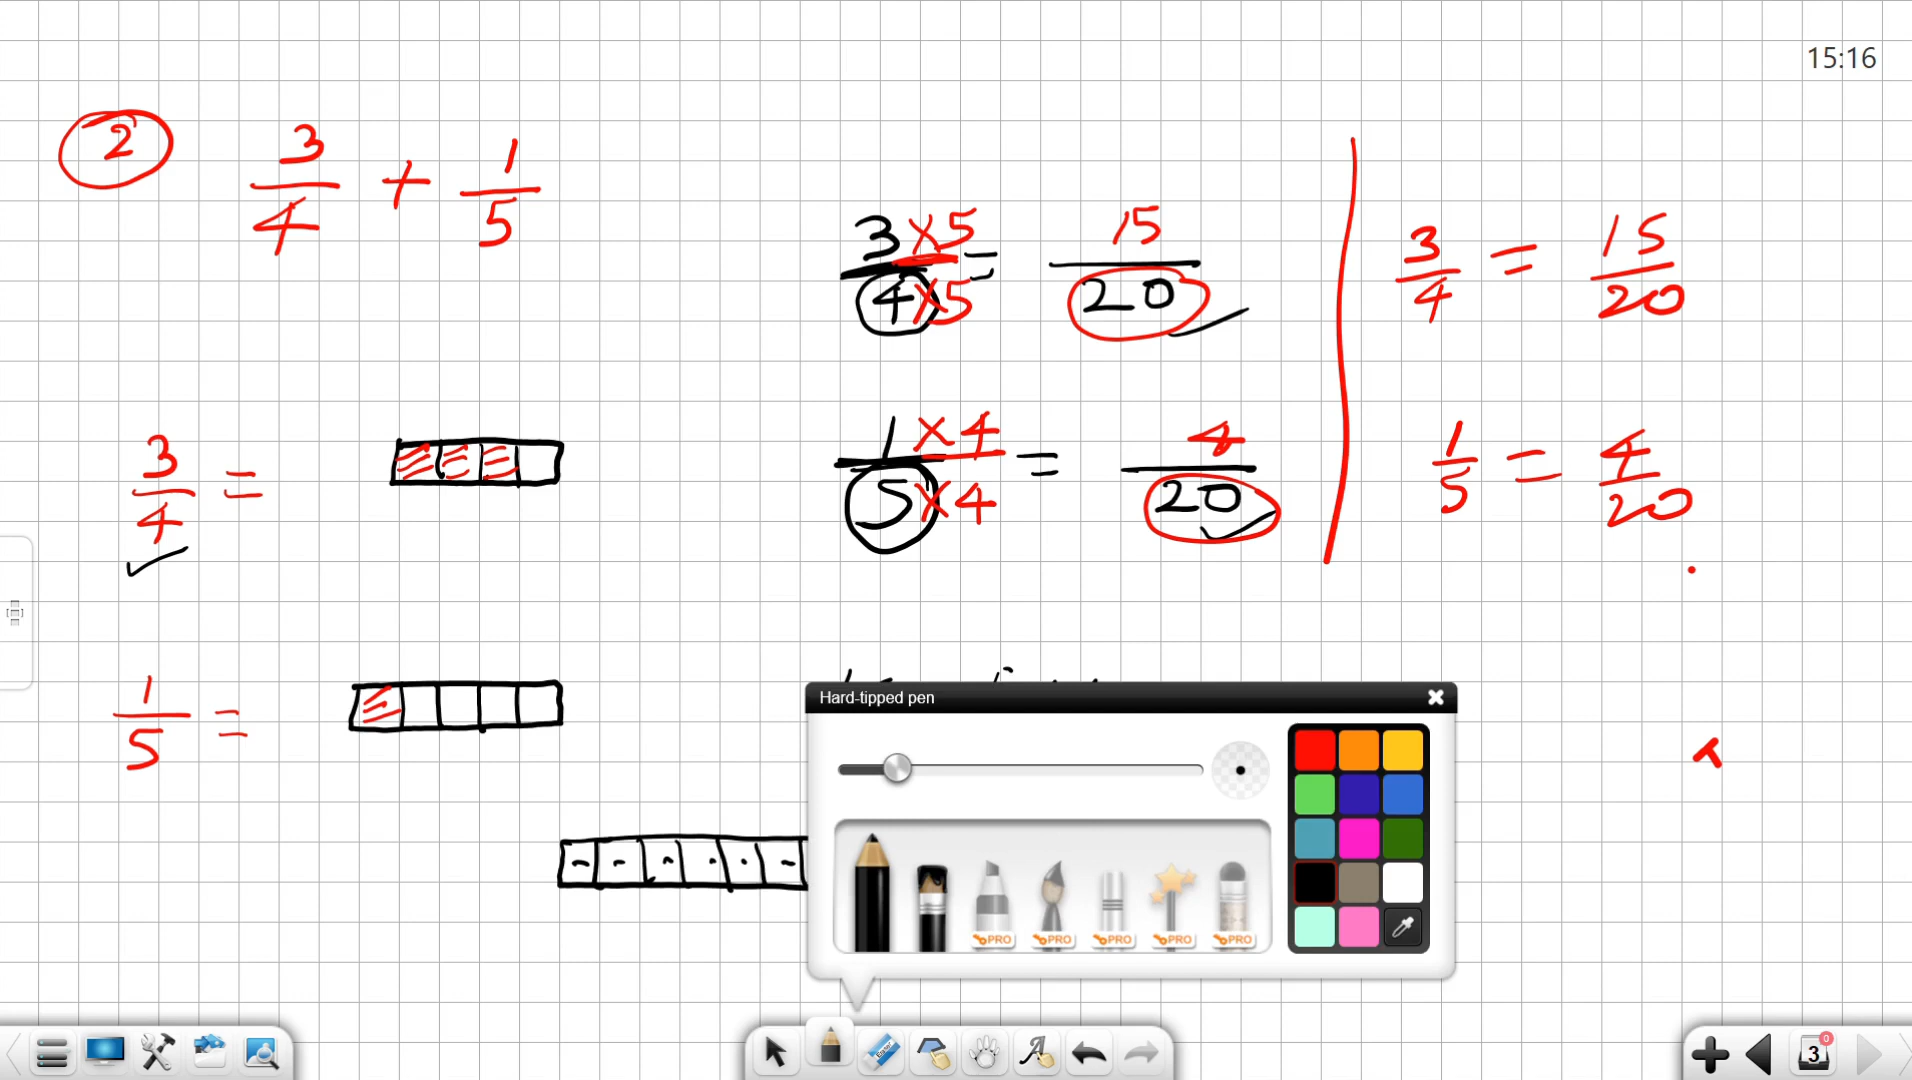 15:16
2
3/4 + 1/5
3×5/4×5 = 15/20
3/4 = 15/20
3/4 =
1×4/5×4 = 4/20
1/5 = 4/20
1/5 =
Hard-tipped pen
PRO PRO PRO PRO PRO
Eraser
A
3
0